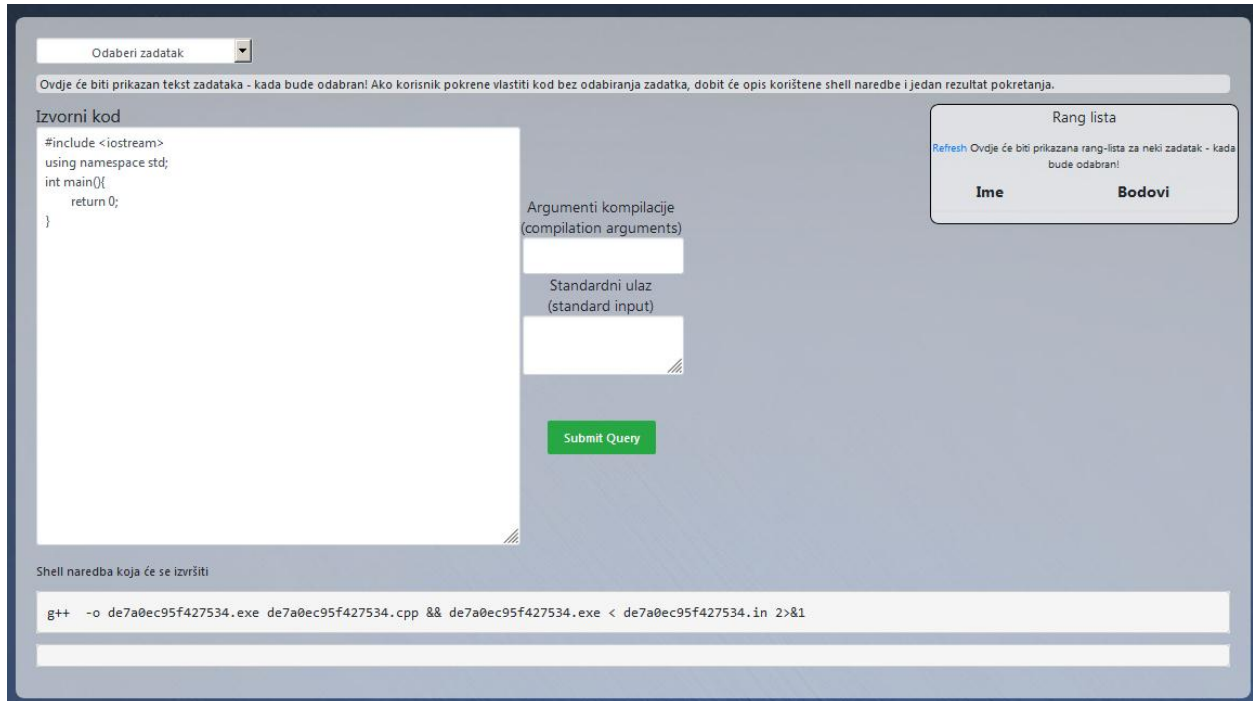 Odaberi zadatak
Ovdje će biti prikazan tekst zadataka - kada bude odabran! Ako korisnik pokrene vlastiti kod bez odabiranja zadatka, dobit će opis korištene shell naredbe i jedan rezultat pokretanja.
Izvorni kod
#include <iostream>
using namespace std;
int main(){
return 0;
}
Argumenti kompilacije
(compilation arguments)
Standardni ulaz
(standard input)
Submit Query
Rang lista
Refresh Ovdje će biti prikazana rang-lista za neki zadatak - kada
bude odabran!
Ime Bodovi
Shell naredba koja će se izvršiti
g++  -o de7a0ec95f427534.exe de7a0ec95f427534.cpp && de7a0ec95f427534.exe < de7a0ec95f427534.in 2>&1